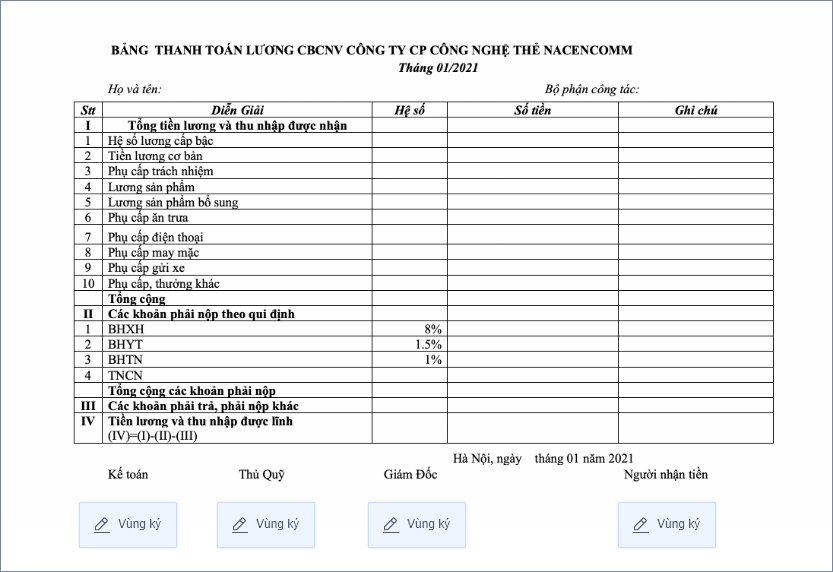 BẢNG THANH TOÁN LƯƠNG CBCNV CÔNG TY CP CÔNG NGHỆ THẺ NACENCOMM
Tháng 01/2021
Họ và tên: Bộ phận công tác:
Stt Diễn Giải Hệ số Số tiền Ghi chú
I Tổng tiền lương và thu nhập được nhận
1 Hệ số lương cấp bậc
2 Tiền lương cơ bản
3 Phụ cấp trách nhiệm
4 Lương sản phẩm
5 Lương sản phẩm bổ sung
6 Phụ cấp ăn trưa
7 Phụ cấp điện thoại
8 Phụ cấp may mặc
9 Phụ cấp gửi xe
10 Phụ cấp, thưởng khác
Tổng cộng
II Các khoản phải nộp theo qui định
1 BHXH 8%
2 BHYT 1.5%
3 BHTN 1%
4 TNCN
Tổng cộng các khoản phải nộp
III Các khoản phải trả, phải nộp khác
IV Tiền lương và thu nhập được lĩnh
(IV)=(I)-(II)-(III)
Hà Nội, ngày tháng 01 năm 2021
Kế toán Thủ Quỹ Giám Đốc Người nhận tiền
Vùng ký Vùng ký Vùng ký Vùng ký